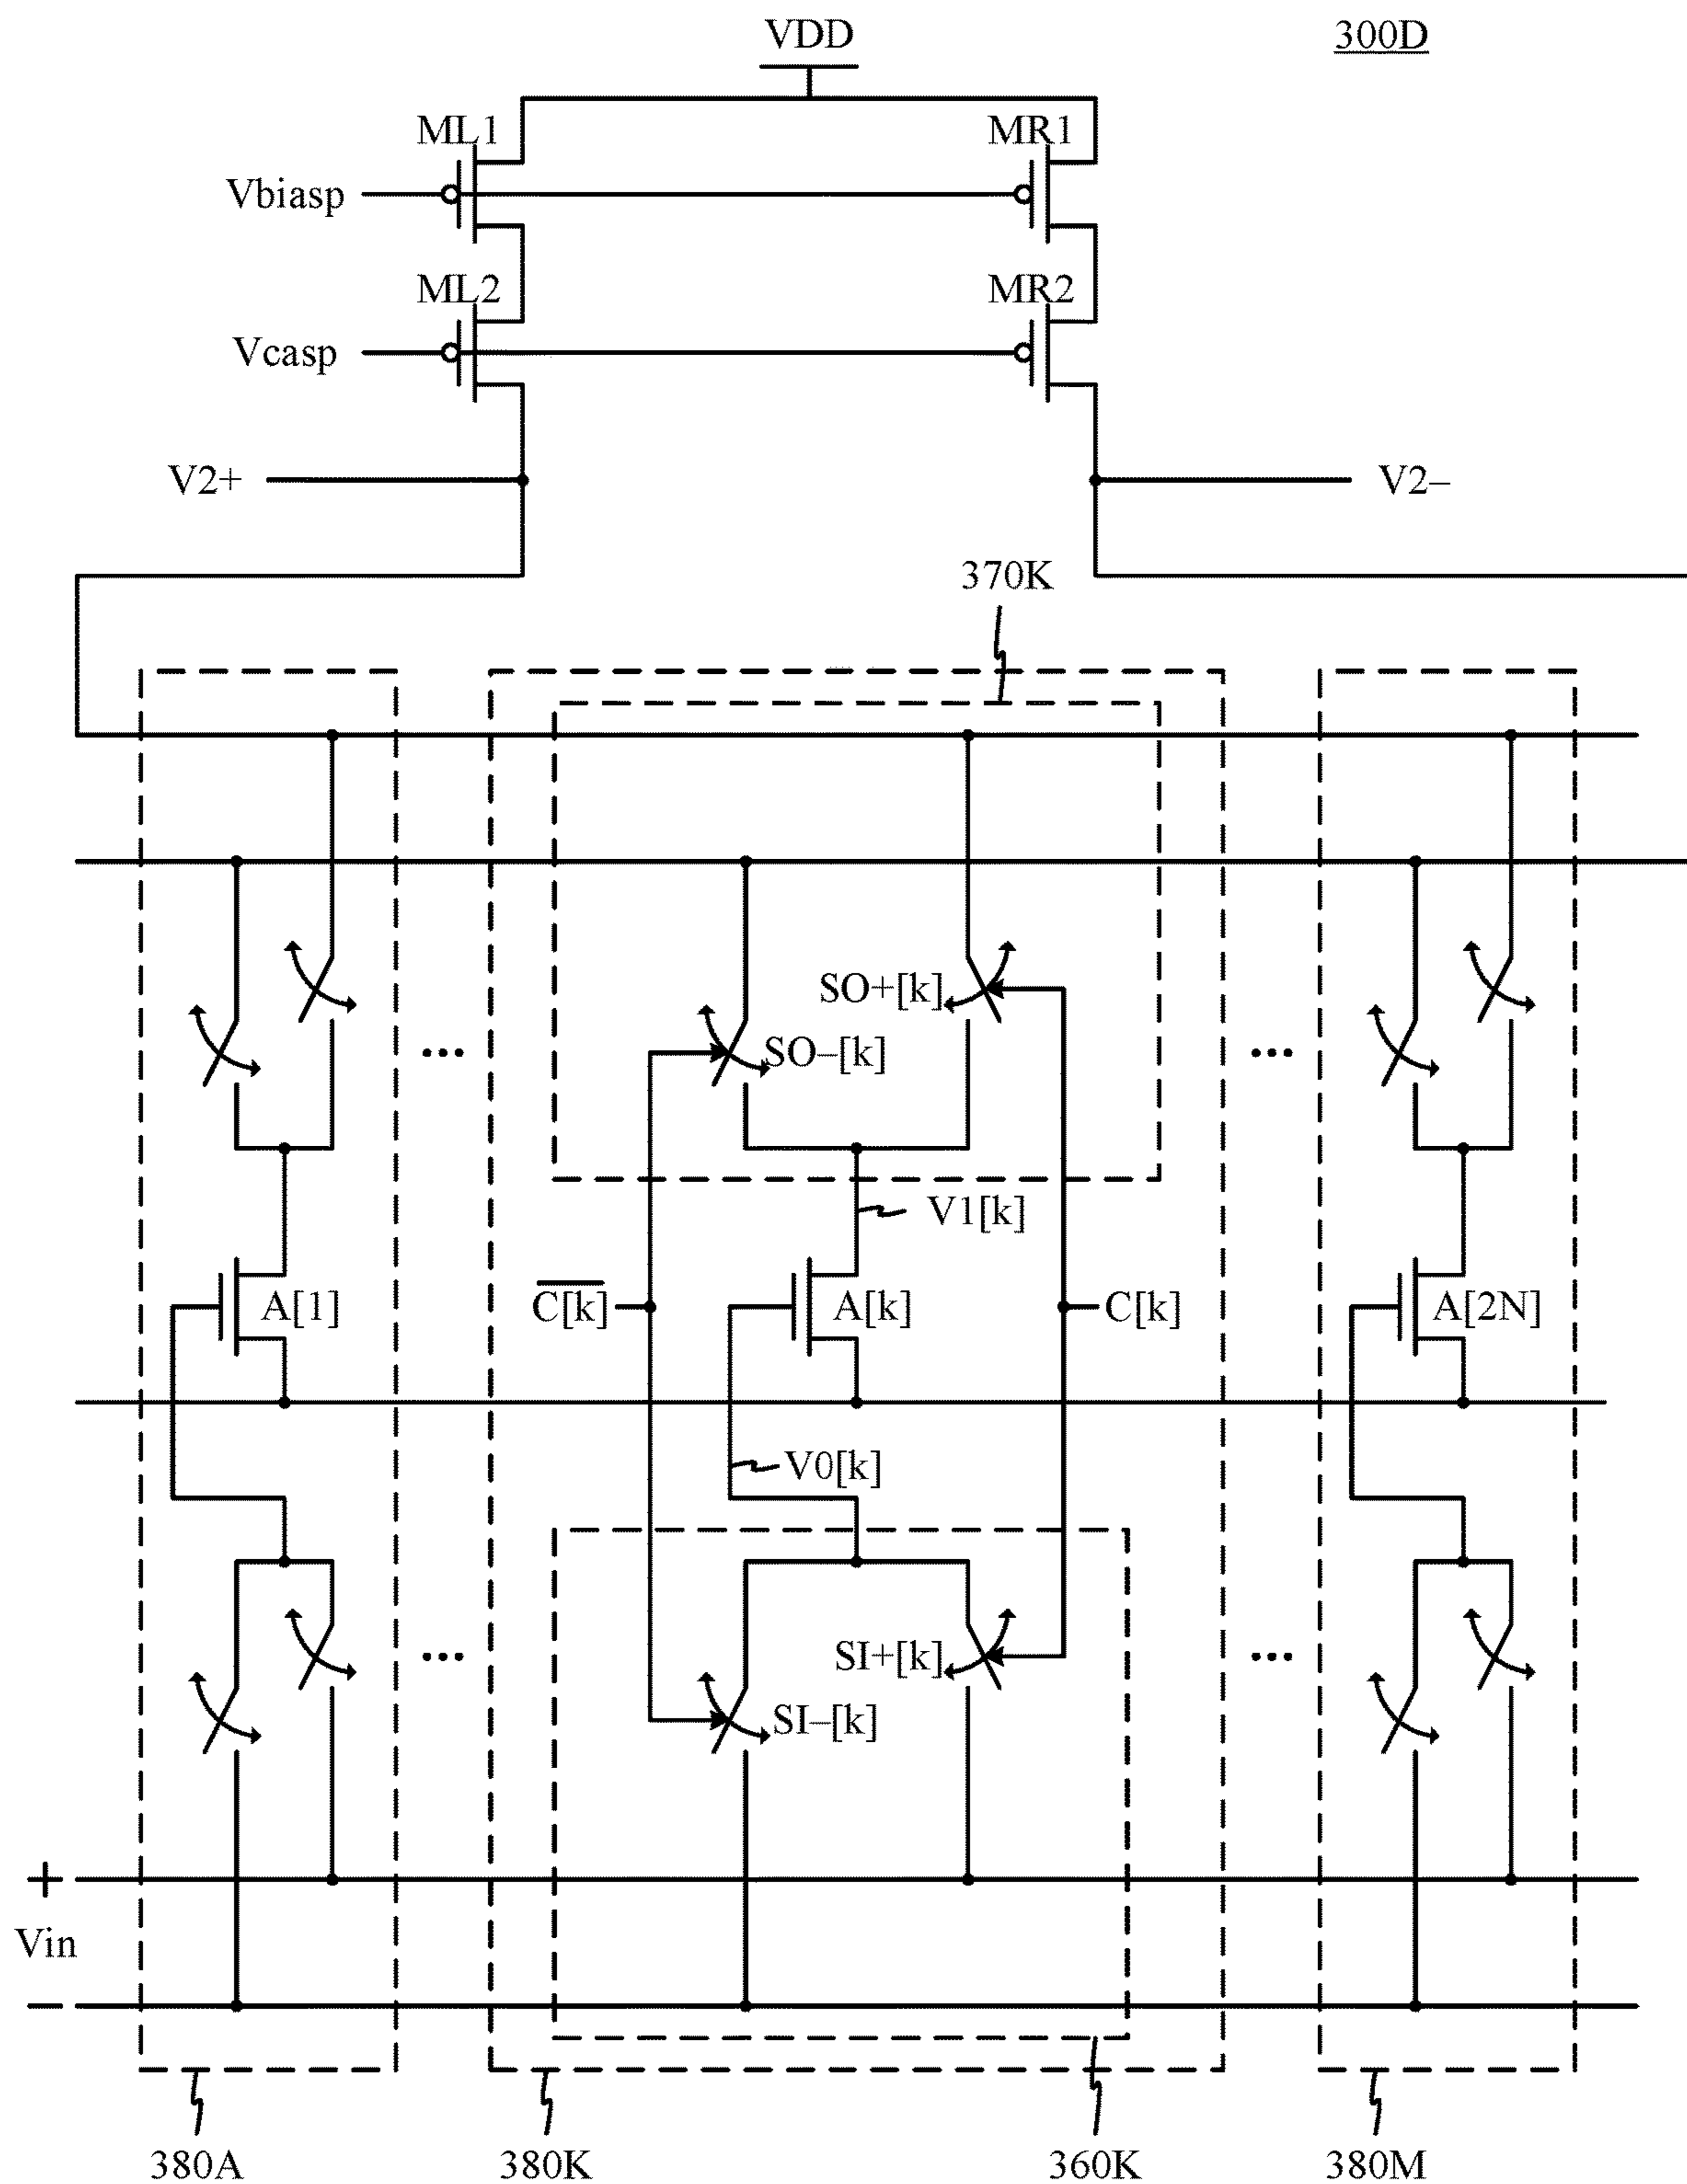 VDD
300D
ML1
MR1
Vbiasp
ML2
MR2
Vcasp
V2+
V2–
370K
SO+[k]
SO–[k]
...
...
V1[k]
A[1]
C[k]
A[k]
C[k]
A[2N]
V0[k]
...
SI+[k]
...
SI–[k]
+
Vin
–
380A
380K
360K
380M